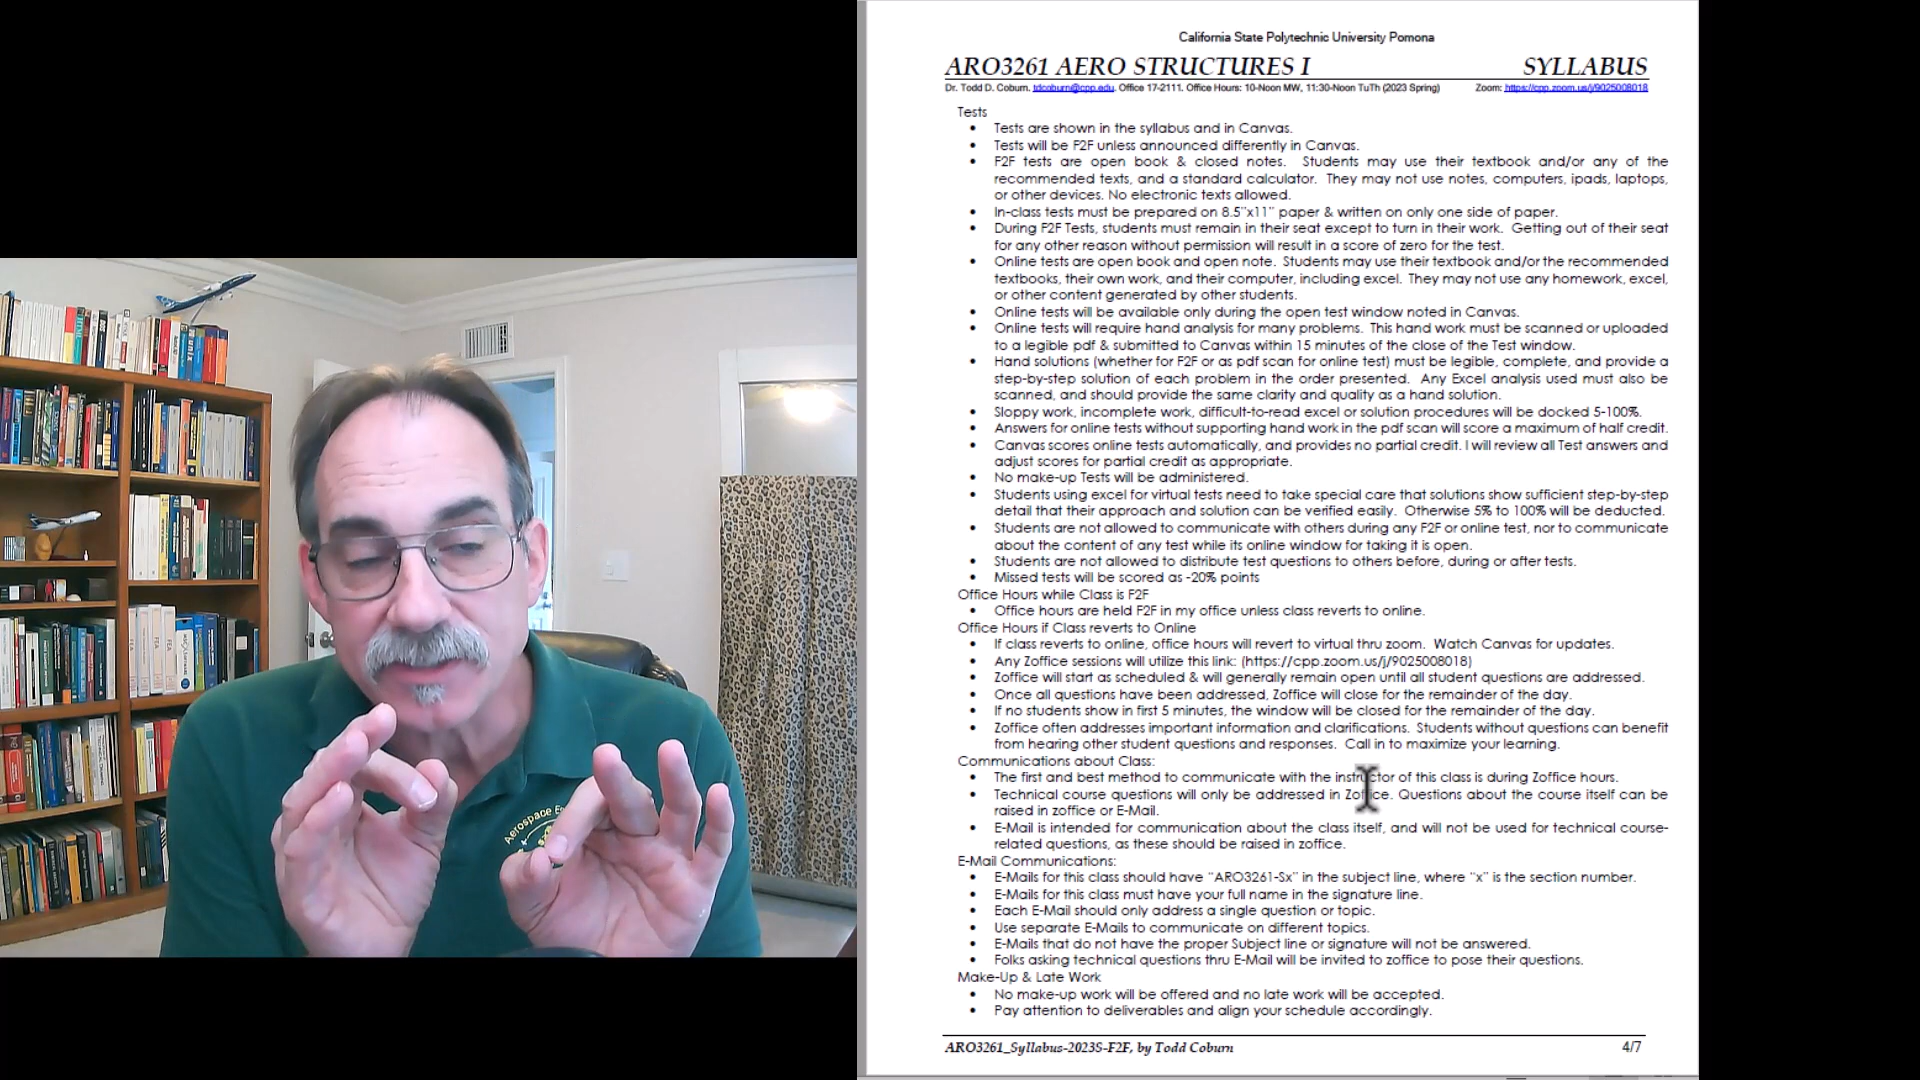 California State Polytechnic University Pomona
ARO3261 AERO STRUCTURES I SYLLABUS
Dr. Todd D. Coburn, tdcoburn@cpp.edu, Office 17-2111, Office Hours: 10-Noon MW, 11:30-Noon TuTh (2023 Spring) Zoom: https://cpp.zoom.us/j/9025008018
Tests
• Tests are shown in the syllabus and in Canvas.
• Tests will be F2F unless announced differently in Canvas.
• F2F tests are open book & closed notes. Students may use their textbook and/or any of the
recommended texts, and a standard calculator. They may not use notes, computers, ipads, laptops,
or other devices. No electronic texts allowed.
• In-class tests must be prepared on 8.5"x11" paper & written on only one side of paper.
• During F2F Tests, students must remain in their seat except to turn in their work. Getting out of their seat
for any other reason without permission will result in a score of zero for the test.
• Online tests are open book and open note. Students may use their textbook and/or the recommended
textbooks, their own work, and their computer, including excel. They may not use any homework, excel,
or other content generated by other students.
• Online tests will be available only during the open test window noted in Canvas.
• Online tests will require hand analysis for many problems. This hand work must be scanned or uploaded
to a legible pdf & submitted to Canvas within 15 minutes of the close of the Test window.
• Hand solutions (whether for F2F or as pdf scan for online test) must be legible, complete, and provide a
step-by-step solution of each problem in the order presented. Any Excel analysis used must also be
scanned, and should provide the same clarity and quality as a hand solution.
• Sloppy work, incomplete work, difficult-to-read excel or solution procedures will be docked 5-100%.
• Answers for online tests without supporting hand work in the pdf scan will score a maximum of half credit.
• Canvas scores online tests automatically, and provides no partial credit. I will review all Test answers and
adjust scores for partial credit as appropriate.
• No make-up Tests will be administered.
• Students using excel for virtual tests need to take special care that solutions show sufficient step-by-step
detail that their approach and solution can be verified easily. Otherwise 5% to 100% will be deducted.
• Students are not allowed to communicate with others during any F2F or online test, nor to communicate
about the content of any test while its online window for taking it is open.
• Students are not allowed to distribute test questions to others before, during or after tests.
• Missed tests will be scored as -20% points
Office Hours while Class is F2F
• Office hours are held F2F in my office unless class reverts to online.
Office Hours if Class reverts to Online
• If class reverts to online, office hours will revert to virtual thru zoom. Watch Canvas for updates.
• Any Zoffice sessions will utilize this link: (https://cpp.zoom.us/j/9025008018)
• Zoffice will start as scheduled & will generally remain open until all student questions are addressed.
• Once all questions have been addressed, Zoffice will close for the remainder of the day.
• If no students show in first 5 minutes, the window will be closed for the remainder of the day.
• Zoffice often addresses important information and clarifications. Students without questions can benefit
from hearing other student questions and responses. Call in to maximize your learning.
Communications about Class:
• The first and best method to communicate with the instructor of this class is during Zoffice hours.
• Technical course questions will only be addressed in Zoffice. Questions about the course itself can be
raised in zoffice or E-Mail.
• E-Mail is intended for communication about the class itself, and will not be used for technical course-
related questions, as these should be raised in zoffice.
E-Mail Communications:
• E-Mails for this class should have "ARO3261-Sx" in the subject line, where "x" is the section number.
• E-Mails for this class must have your full name in the signature line.
• Each E-Mail should only address a single question or topic.
• Use separate E-Mails to communicate on different topics.
• E-Mails that do not have the proper Subject line or signature will not be answered.
• Folks asking technical questions thru E-Mail will be invited to zoffice to pose their questions.
Make-Up & Late Work
• No make-up work will be offered and no late work will be accepted.
• Pay attention to deliverables and align your schedule accordingly.
ARO3261_Syllabus-2023S-F2F, by Todd Coburn 4/7
Aerospace